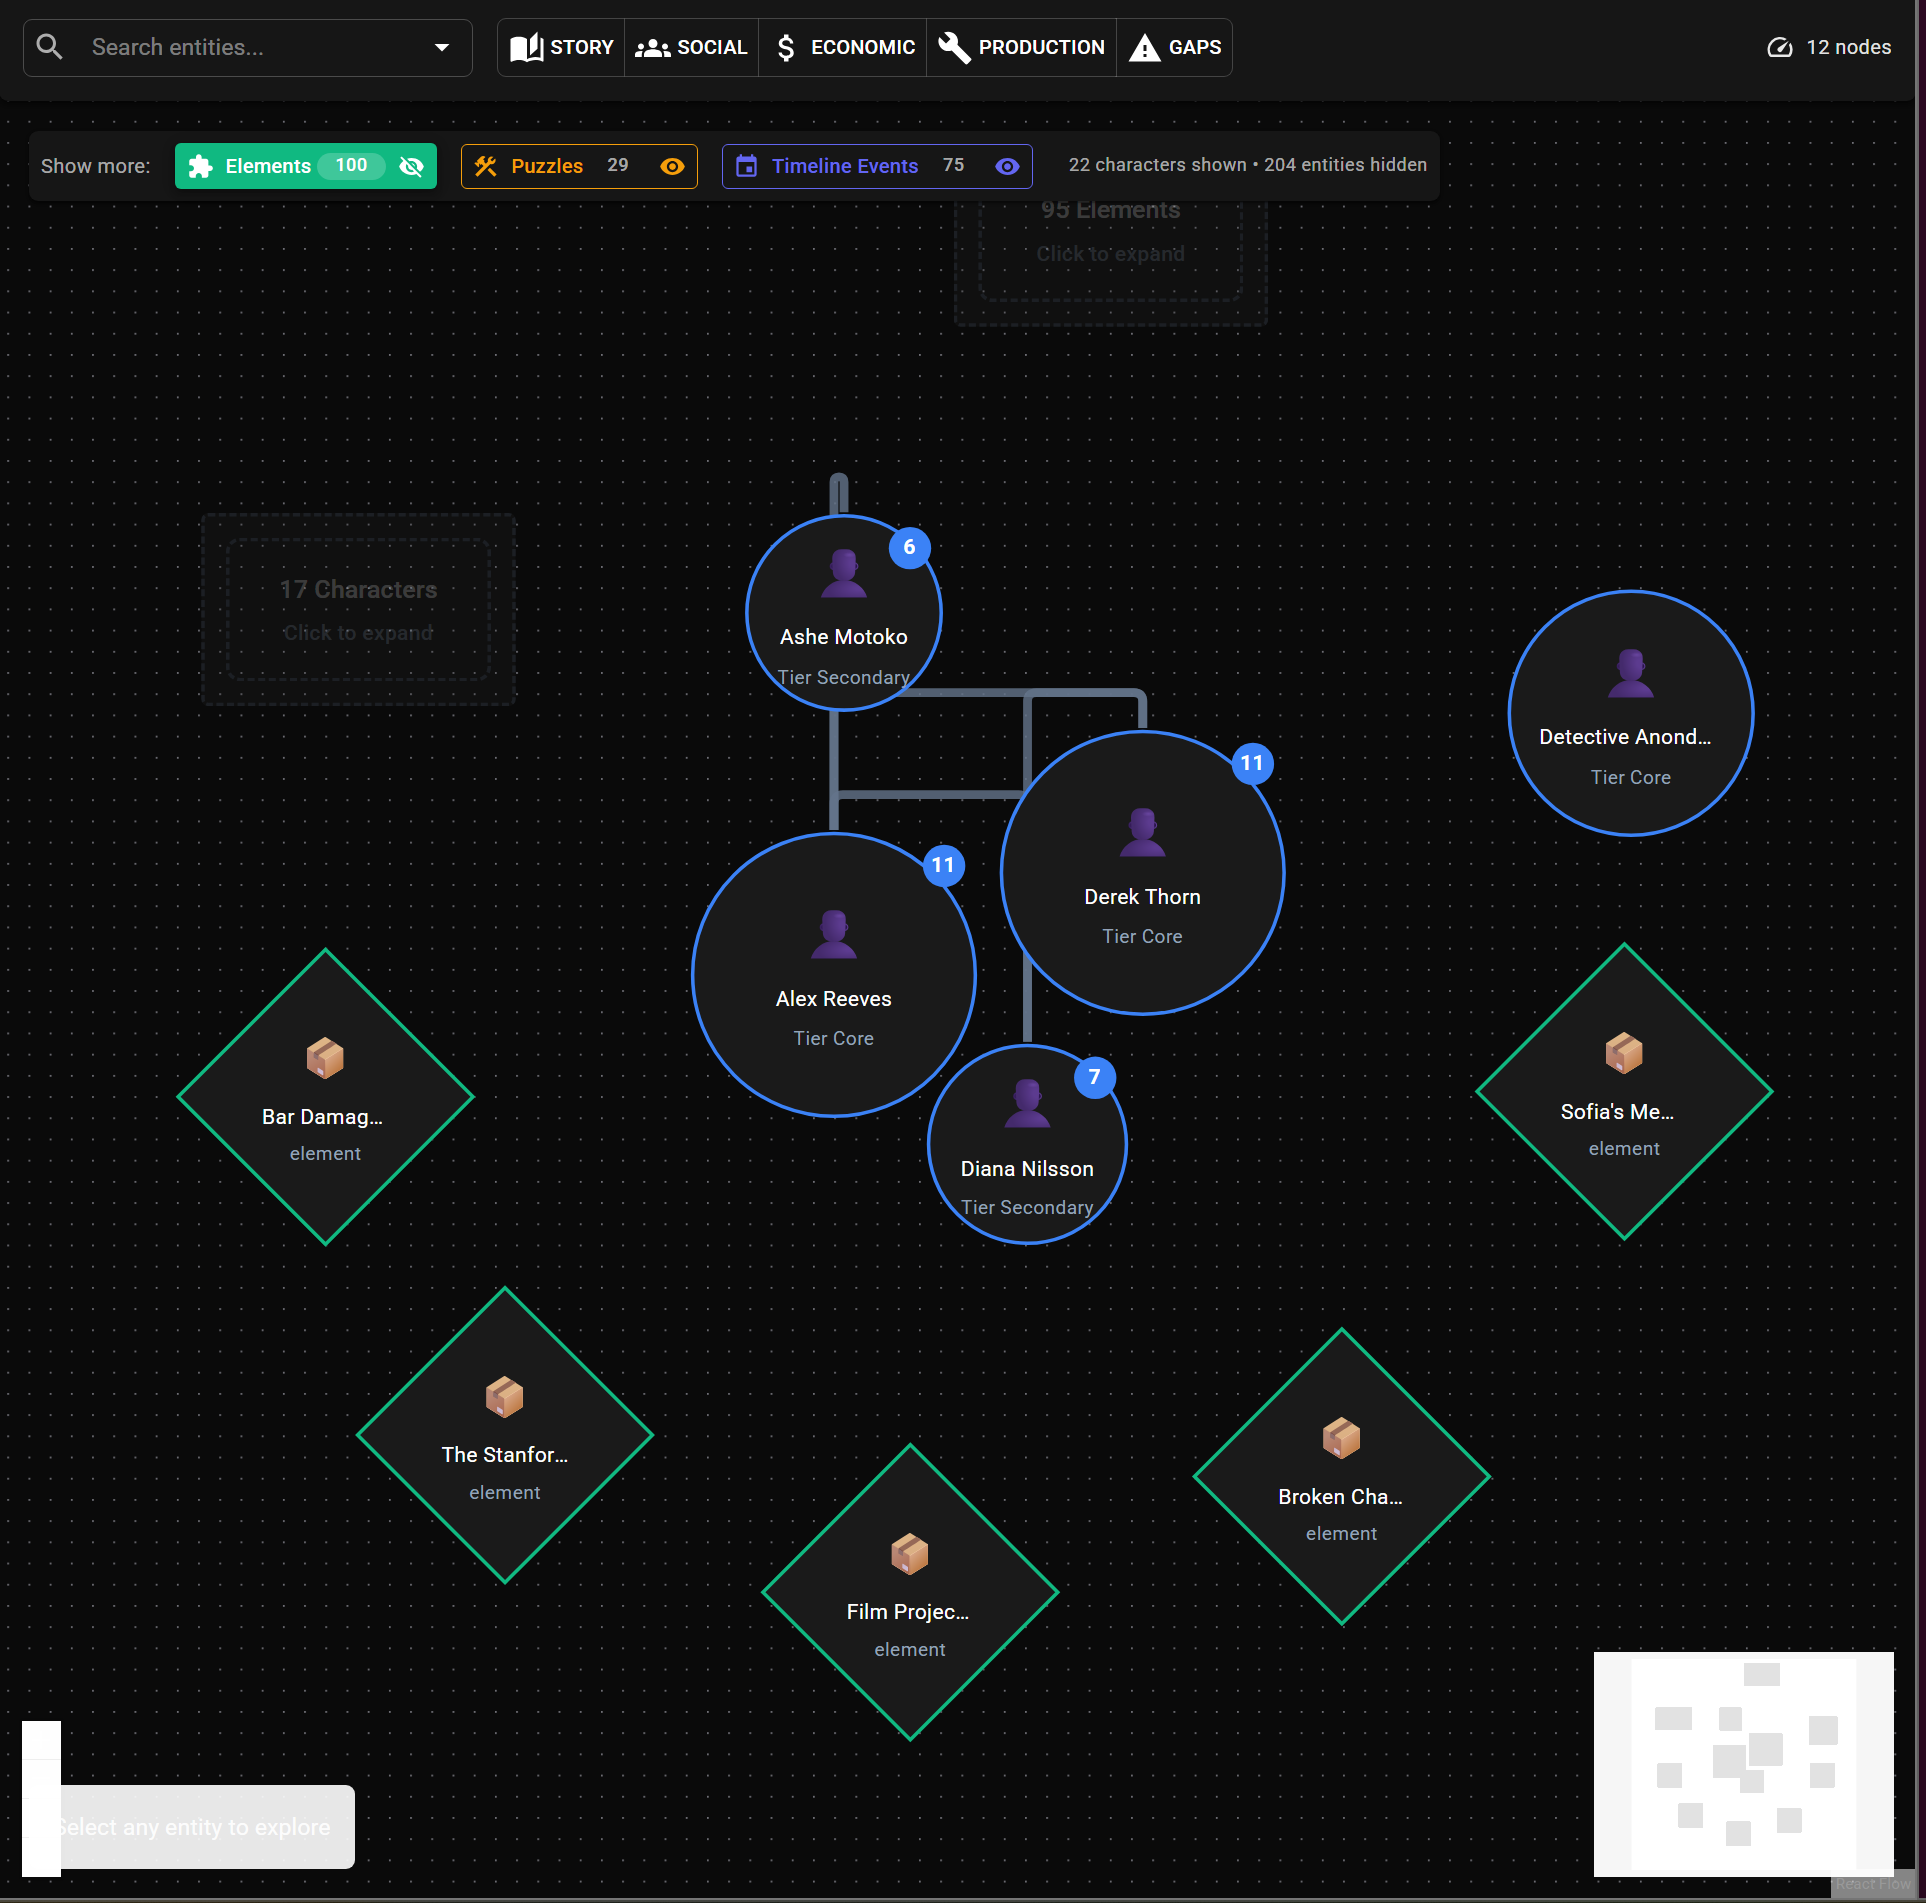 Search entities...
STORY
SOCIAL
ECONOMIC
PRODUCTION
GAPS
12 nodes
Show more:
Elements 100
Puzzles 29
Timeline Events 75
22 characters shown • 204 entities hidden
95 Elements
Click to expand
17 Characters
Click to expand
6
Ashe Motoko
Tier Secondary
Detective Anond...
Tier Core
11
Derek Thorn
Tier Core
11
Alex Reeves
Tier Core
7
Diana Nilsson
Tier Secondary
Bar Damag...
element
Sofia's Me...
element
The Stanfor...
element
Broken Cha...
element
Film Projec...
element
Select any entity to explore
React Flow